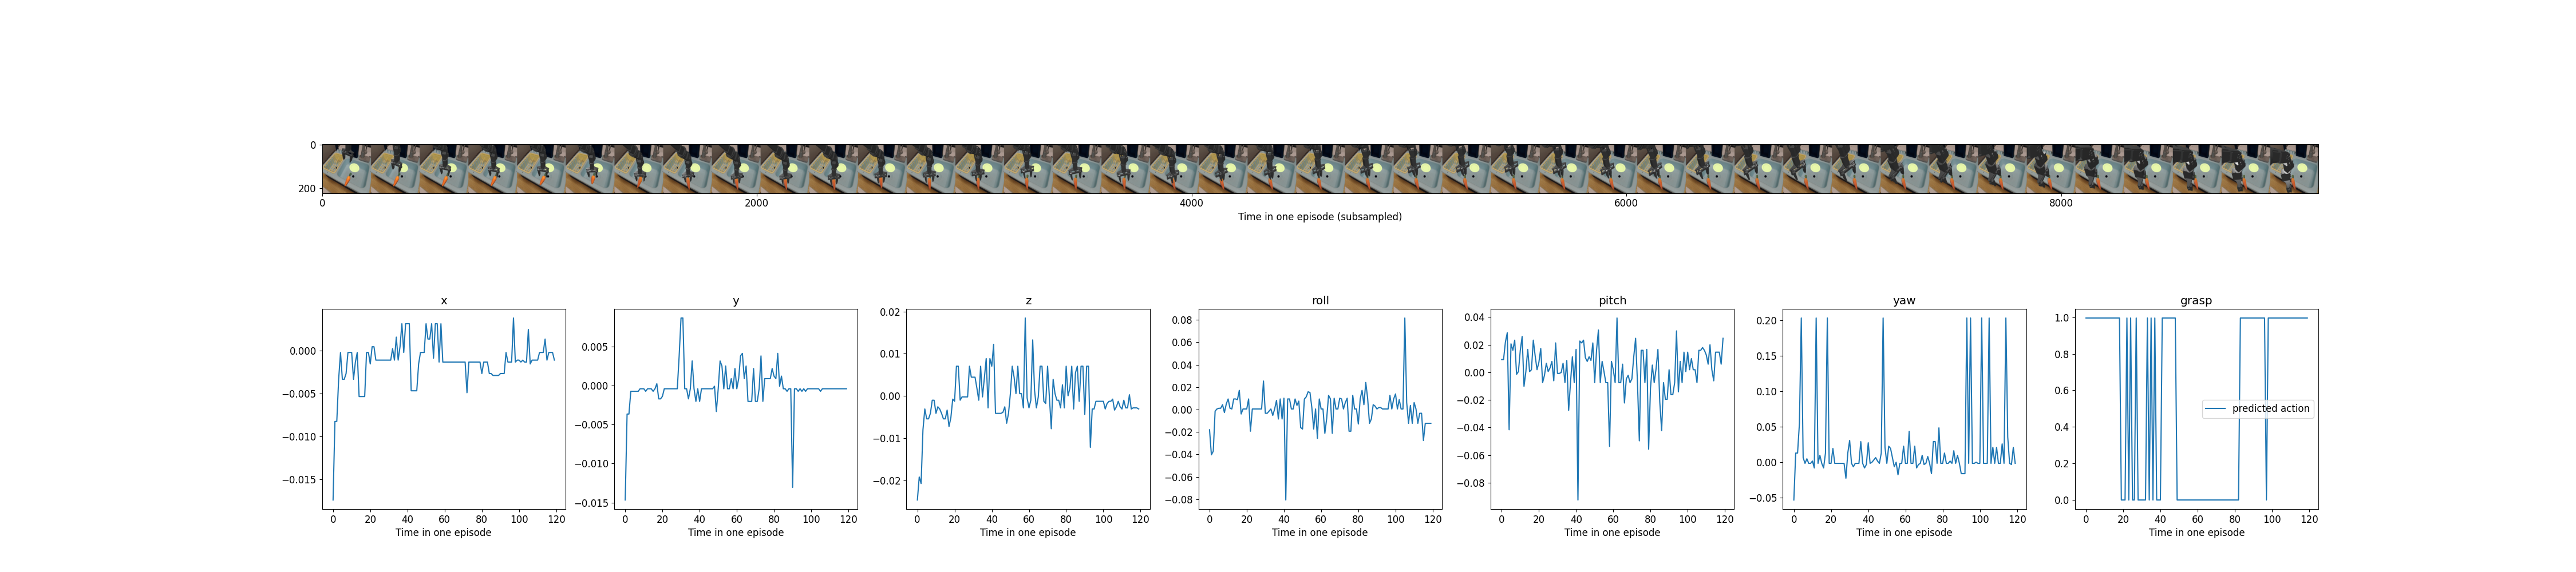 0
200
0 2000 4000 6000 8000
Time in one episode (subsampled)
x
0.000
−0.005
−0.010
−0.015
0 20 40 60 80 100 120
Time in one episode
y
0.005
0.000
−0.005
−0.010
−0.015
0 20 40 60 80 100 120
Time in one episode
z
0.02
0.01
0.00
−0.01
−0.02
0 20 40 60 80 100 120
Time in one episode
roll
0.08
0.06
0.04
0.02
0.00
−0.02
−0.04
−0.06
−0.08
0 20 40 60 80 100 120
Time in one episode
pitch
0.04
0.02
0.00
−0.02
−0.04
−0.06
−0.08
0 20 40 60 80 100 120
Time in one episode
yaw
0.20
0.15
0.10
0.05
0.00
−0.05
0 20 40 60 80 100 120
Time in one episode
grasp
1.0
0.8
0.6
0.4
0.2
0.0
predicted action
0 20 40 60 80 100 120
Time in one episode